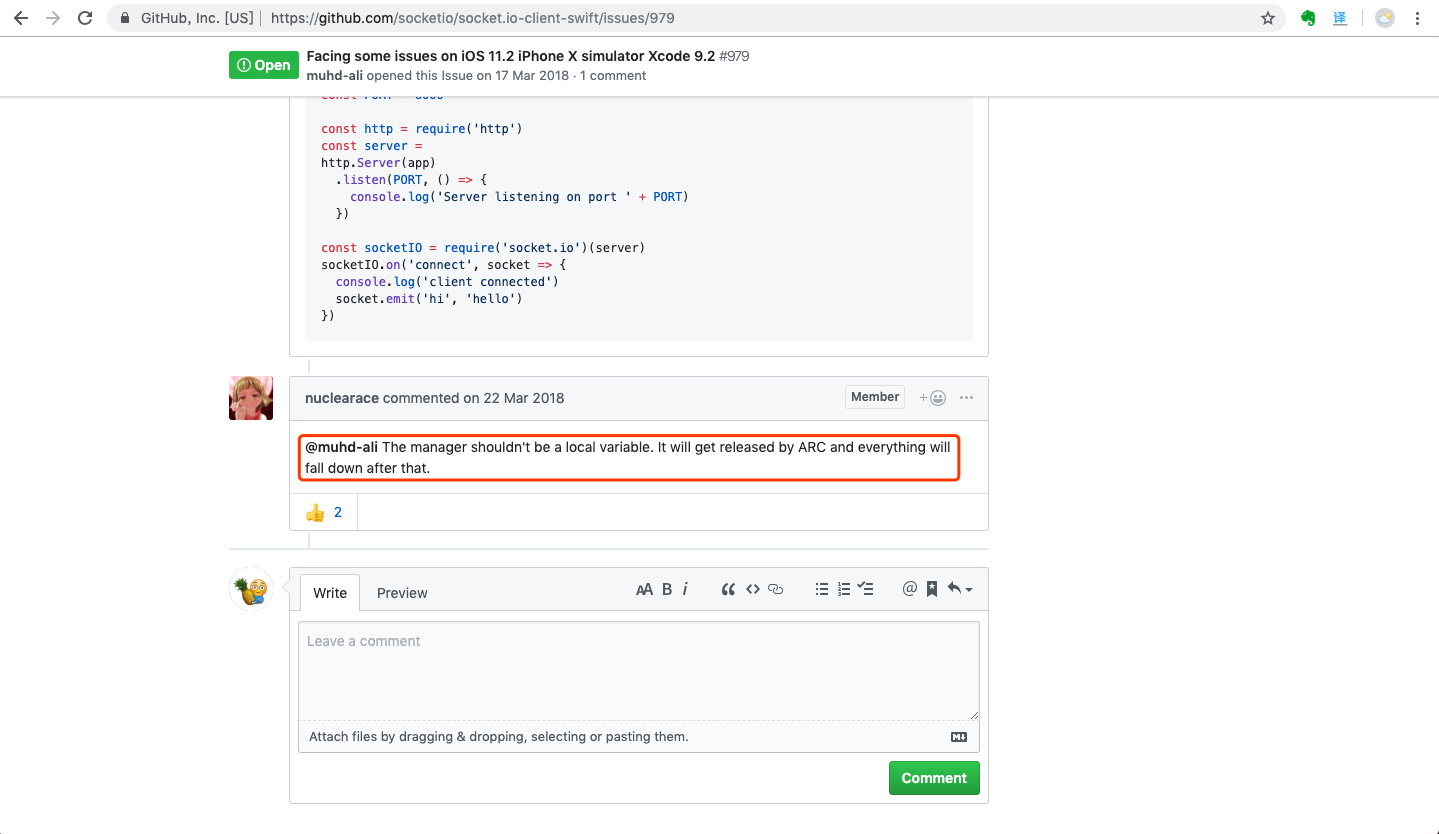 GitHub, Inc. [US] | https://github.com/socketio/socket.io-client-swift/issues/979
译
Open
Facing some issues on iOS 11.2 iPhone X simulator Xcode 9.2 #979
muhd-ali opened this Issue on 17 Mar 2018 · 1 comment
const http = require('http')
const server =
http.Server(app)
.listen(PORT, () => {
console.log('Server listening on port ' + PORT)
})
const socketIO = require('socket.io')(server)
socketIO.on('connect', socket => {
console.log('client connected')
socket.emit('hi', 'hello')
})
nuclearace commented on 22 Mar 2018
Member
@muhd-ali The manager shouldn't be a local variable. It will get released by ARC and everything will
fall down after that.
2
Write
Preview
AA B i
Leave a comment
Attach files by dragging & dropping, selecting or pasting them.
Comment